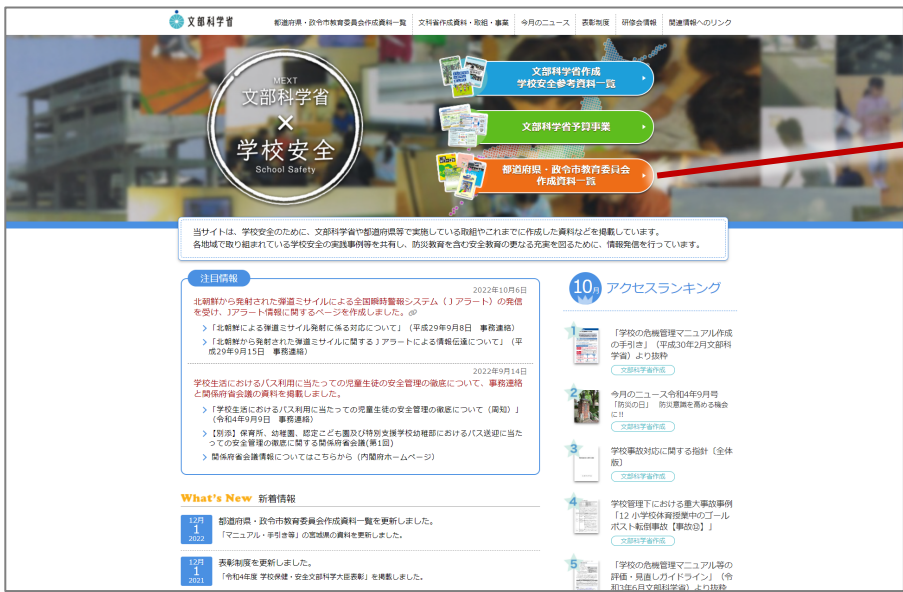 文部科学省
都道府県・政令市教育委員会作成資料一覧
文科省作成資料・取組・事業
今月のニュース
表彰制度
研修会情報
関連情報へのリンク
MEXT
文部科学省
×
学校安全
School Safety
文部科学省作成
学校安全参考資料一覧
文部科学省予算事業
都道府県・政令市教育委員会
作成資料一覧
当サイトは、学校安全のために、文部科学省や都道府県等で実施している取組やこれまでに作成した資料などを掲載しています。
各地域で取り組まれている学校安全の実践事例等を共有し、防災教育を含む安全教育の更なる充実を図るために、情報発信を行っています。
注目情報
2022年10月6日
北朝鮮から発射された弾道ミサイルによる全国瞬時警報システム（Jアラート）の発信
を受け、Jアラート情報に関するページを作成しました。
「北朝鮮による弾道ミサイル発射に係る対応について」（平成29年9月8日　事務連絡）
「北朝鮮から発射された弾道ミサイルに関するJアラートによる情報伝達について」（平
成29年9月15日　事務連絡）
2022年9月14日
学校生活におけるバス利用に当たっての児童生徒の安全管理の徹底について、事務連絡
と関係府省会議の資料を掲載しました。
「学校生活におけるバス利用に当たっての児童生徒の安全管理の徹底について（周知）」
（令和4年9月9日　事務連絡）
【別添】保育所、幼稚園、認定こども園及び特別支援学校幼稚部におけるバス送迎に当た
っての安全管理の徹底に関する関係府省会議(第1回)
関係府省会議情報についてはこちらから（内閣府ホームページ）
What's New 新着情報
12月
1
2022
都道府県・政令市教育委員会作成資料一覧を更新しました。
「マニュアル・手引き等」の宮城県の資料を更新しました。
12月
1
2021
表彰制度を更新しました。
「令和4年度 学校保健・安全文部科学大臣表彰」を掲載しました。
10月 アクセスランキング
1
「学校の危機管理マニュアル作成
の手引き」（平成30年2月文部科
学省）より抜粋
文部科学省作成
2
今月のニュース令和4年9月号
「防災の日」　防災意識を高める機会
に!!
文部科学省作成
3
学校事故対応に関する指針〔全体
版〕
文部科学省作成
4
学校管理下における重大事故事例
「12 小学校体育授業中のゴール
ポスト転倒事故【事故⑫】」
文部科学省作成
5
「学校の危機管理マニュアル等の
評価・見直しガイドライン」（令
和3年6月文部科学省）より抜粋